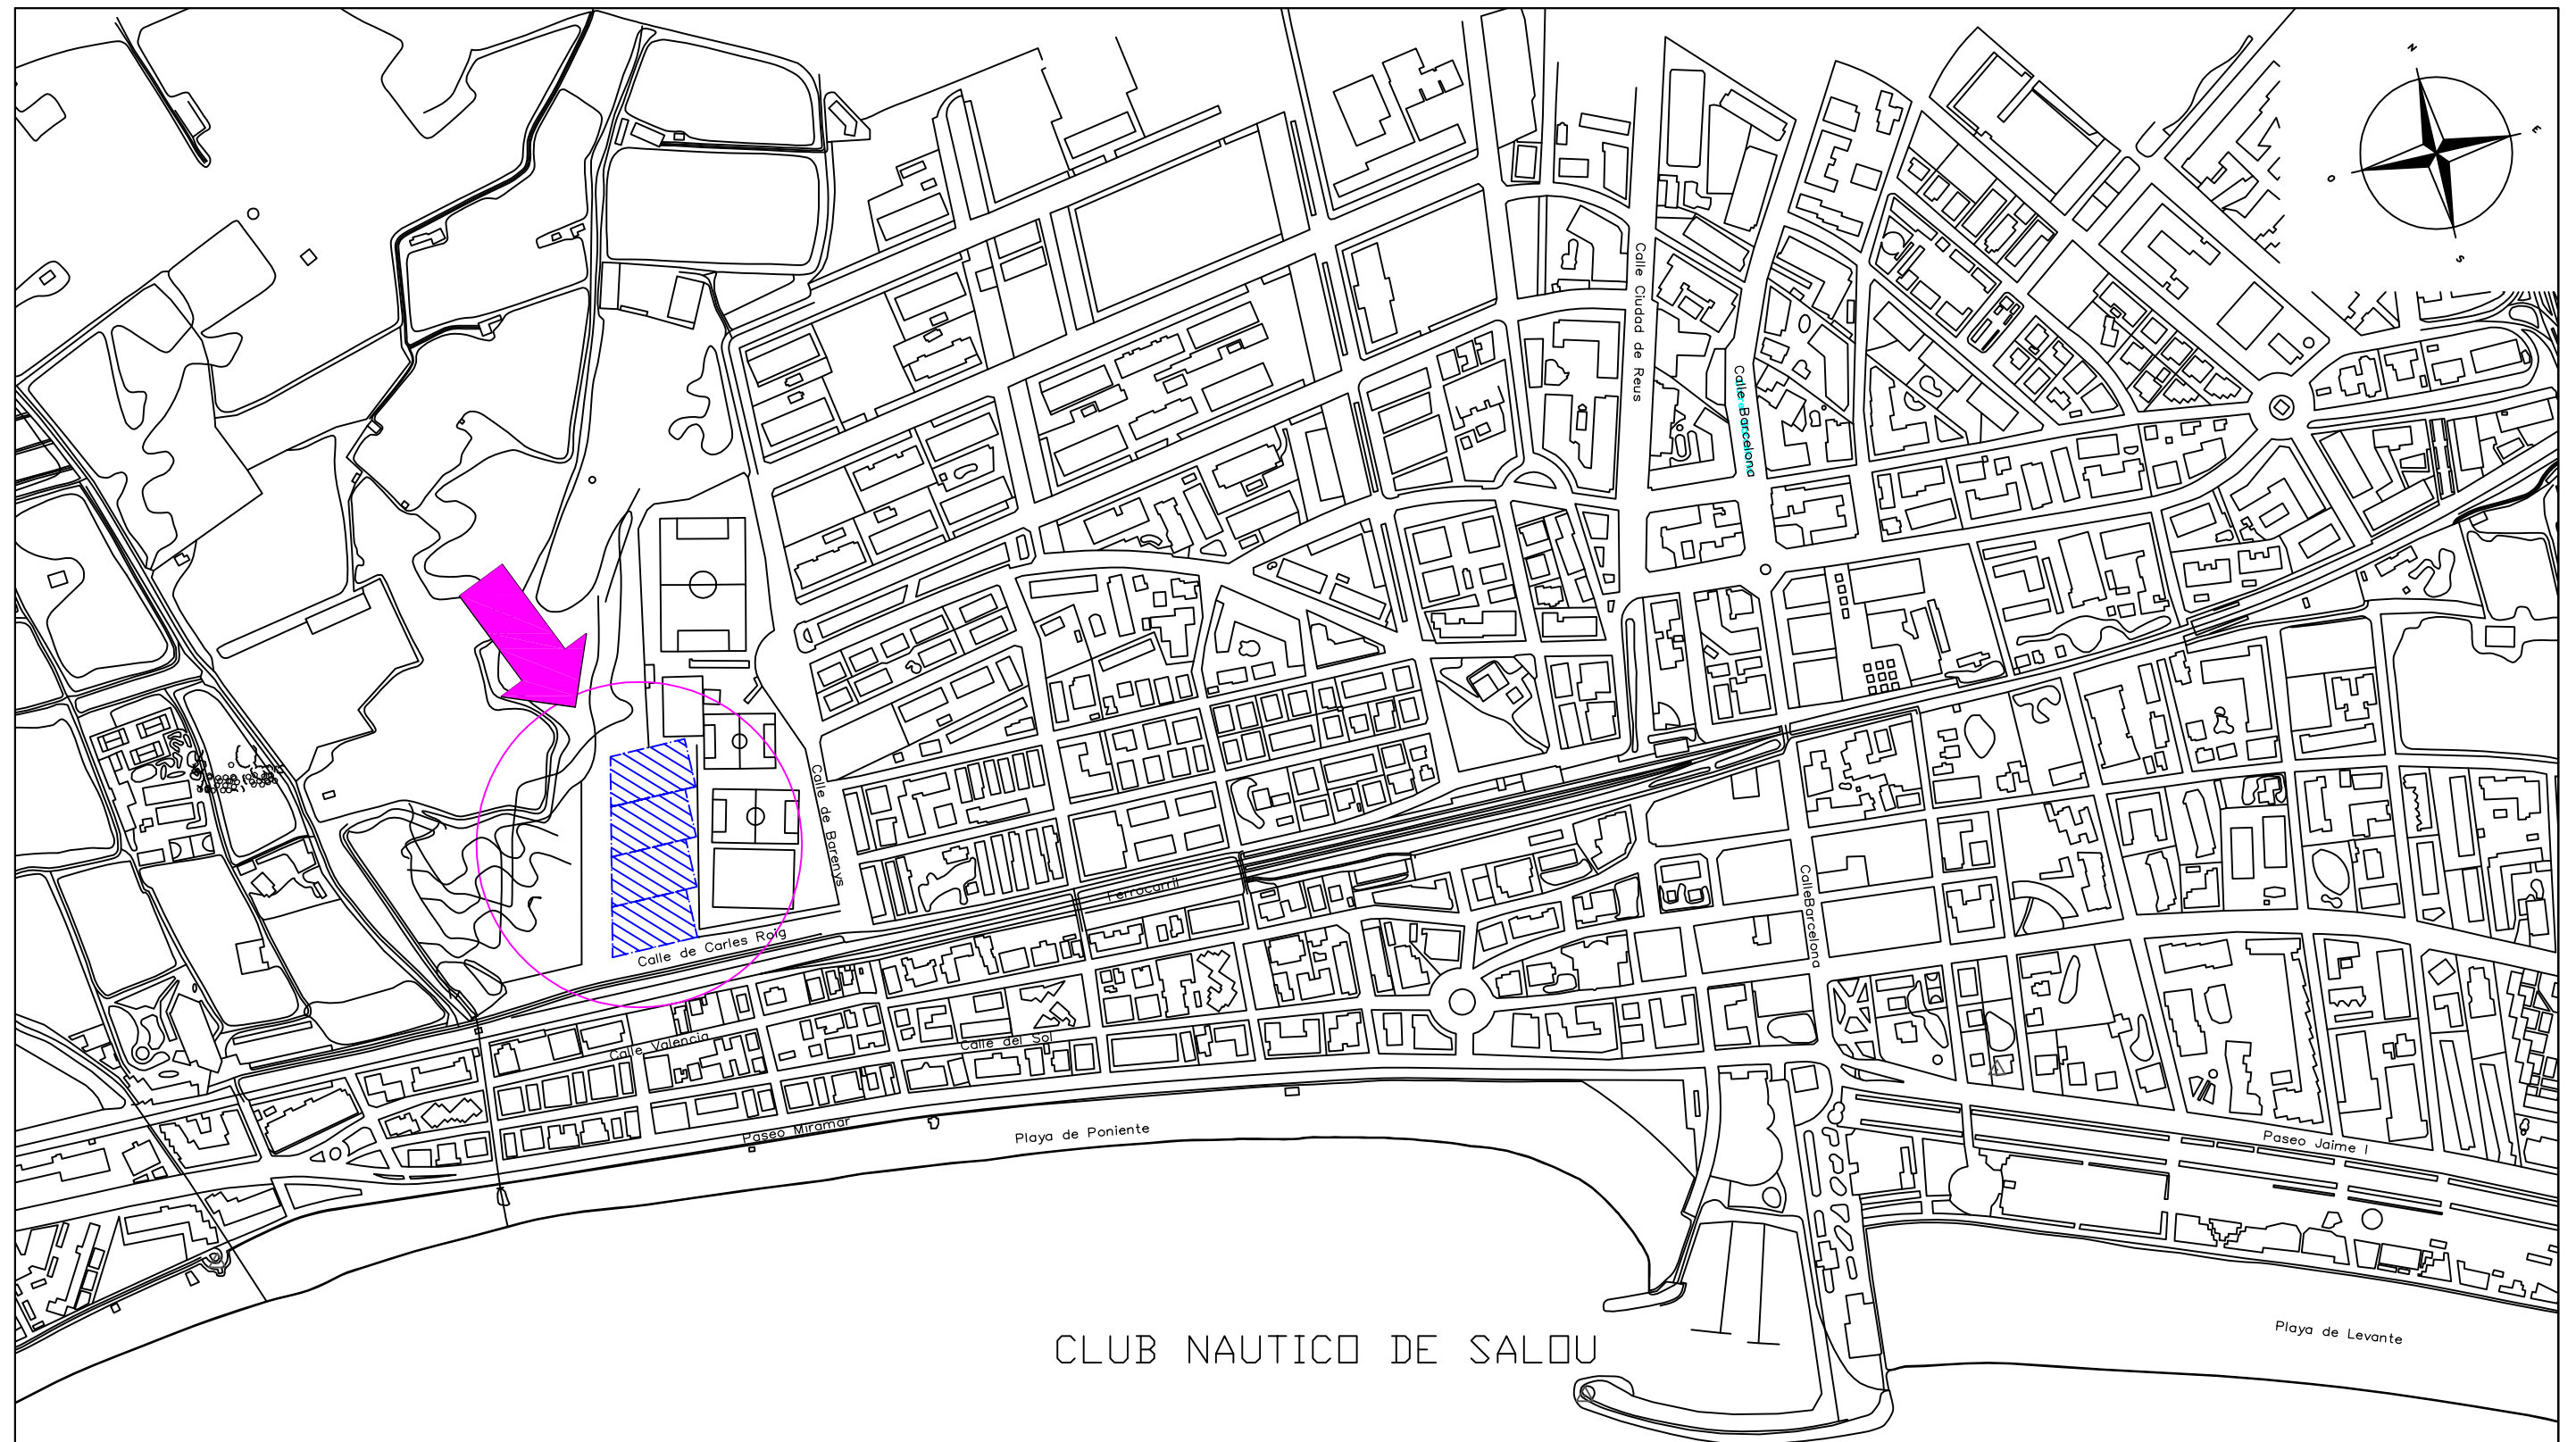 N
E
O
S
Calle Ciudad de Reus
Calle Barcelona
Calle de Barenys
Ferrocarril
CalleBarcelona
Calle de Carles Roig
Calle Valencia
Calle del Sol
Paseo Miramar
Playa de Poniente
Paseo Jaime I
Playa de Levante
CLUB NAUTICO DE SALOU